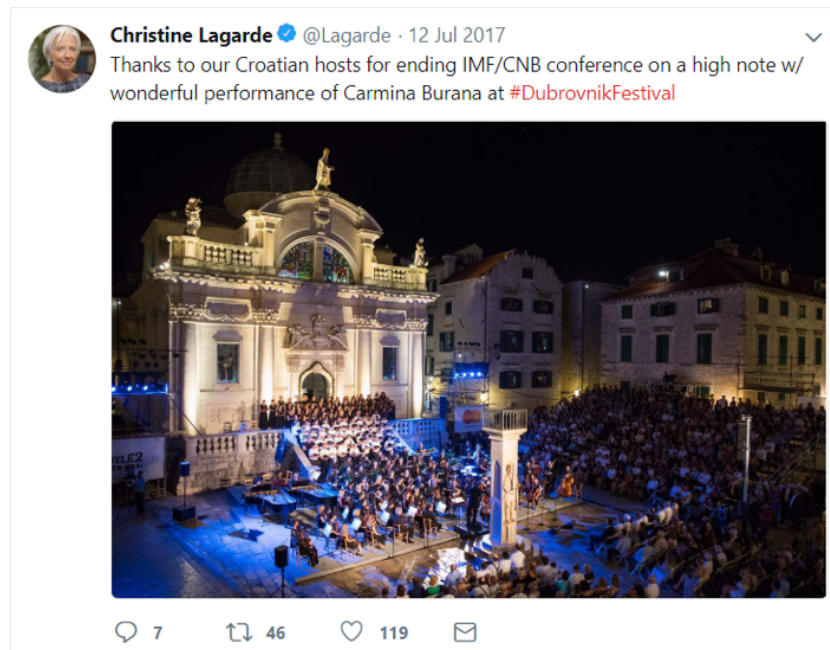 Christine Lagarde @Lagarde · 12 Jul 2017
Thanks to our Croatian hosts for ending IMF/CNB conference on a high note w/
wonderful performance of Carmina Burana at #DubrovnikFestival
TELE2
7 46 119